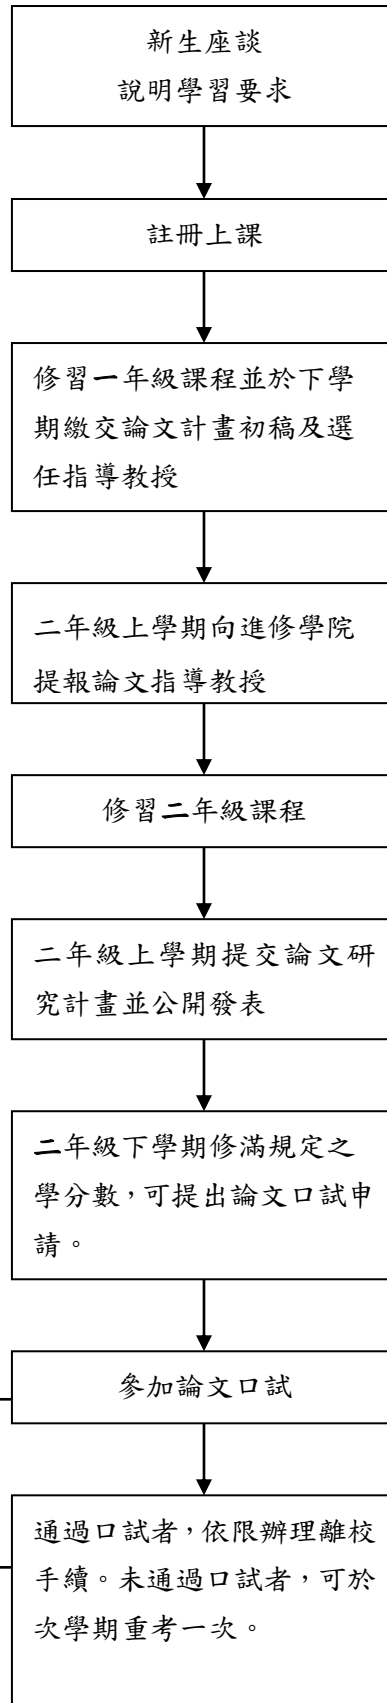 新生座談
說明學習要求
註冊上課
修習一年級課程並於下學
期繳交論文計畫初稿及選
任指導教授
二年級上學期向進修學院
提報論文指導教授
修習二年級課程
二年級上學期提交論文研
究計畫並公開發表
二年級下學期修滿規定之
學分數，可提出論文口試申
請。
參加論文口試
通過口試者，依限辦理離校
手續。未通過口試者，可於
次學期重考一次。